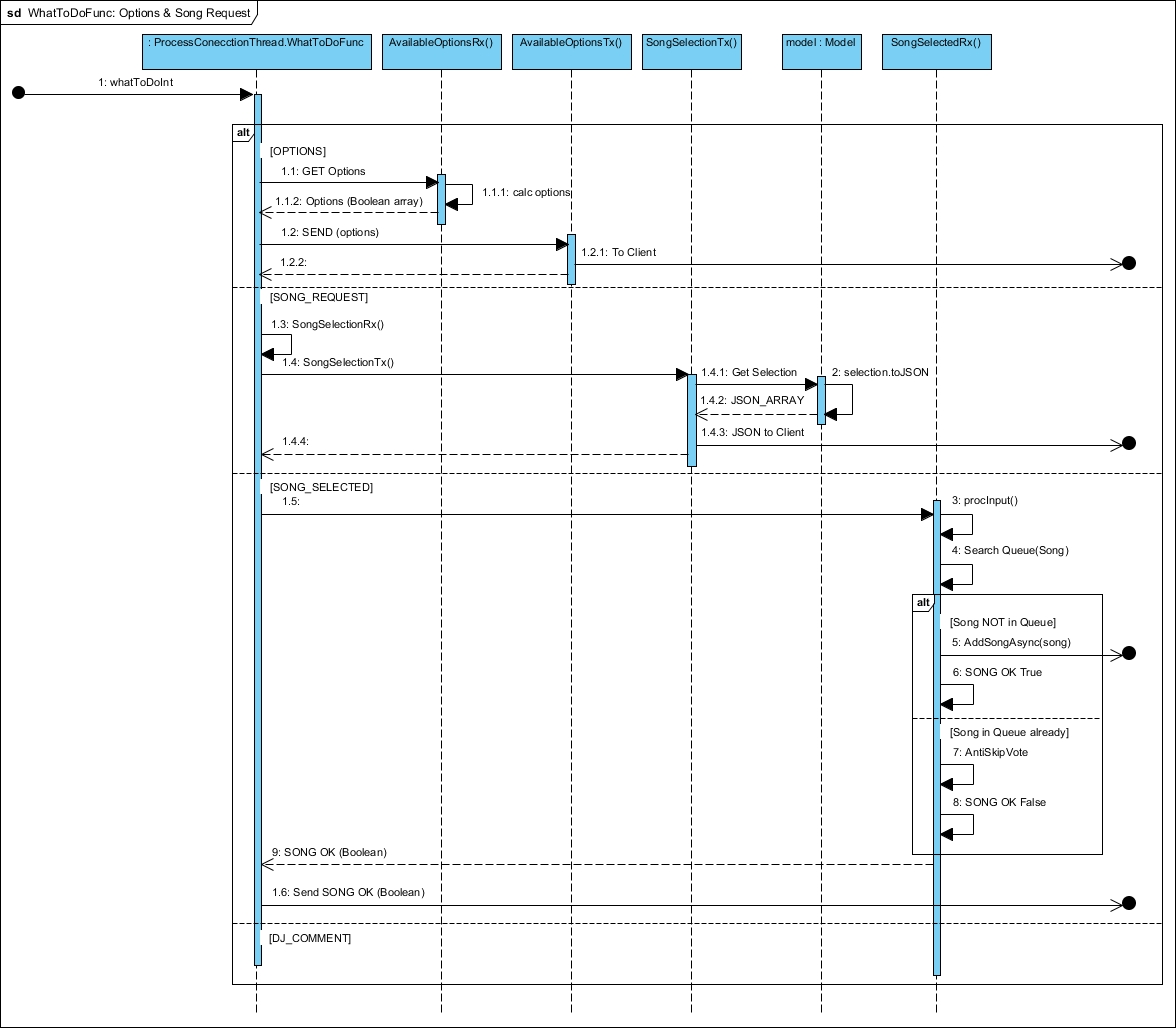 sd WhatToDoFunc: Options & Song Request
: ProcessConecctionThread.WhatToDoFunc
AvailableOptionsRx()
AvailableOptionsTx()
SongSelectionTx()
model : Model
SongSelectedRx()
1: whatToDoInt
alt
[OPTIONS]
1.1: GET Options
1.1.1: calc options
1.1.2: Options (Boolean array)
1.2: SEND (options)
1.2.1: To Client
1.2.2:
[SONG_REQUEST]
1.3: SongSelectionRx()
1.4: SongSelectionTx()
1.4.1: Get Selection
2: selection.toJSON
1.4.2: JSON_ARRAY
1.4.3: JSON to Client
1.4.4:
[SONG_SELECTED]
1.5:
3: procInput()
4: Search Queue(Song)
alt
[Song NOT in Queue]
5: AddSongAsync(song)
6: SONG OK True
[Song in Queue already]
7: AntiSkipVote
8: SONG OK False
9: SONG OK (Boolean)
1.6: Send SONG OK (Boolean)
[DJ_COMMENT]